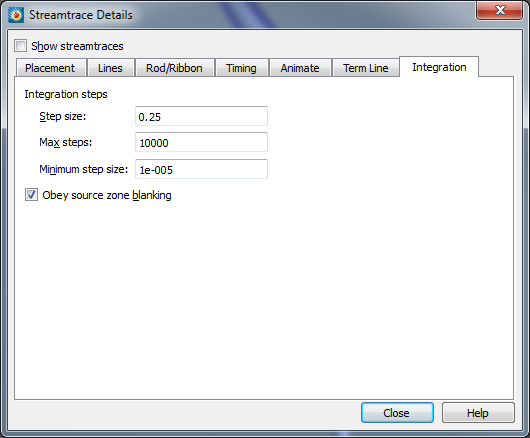 Streamtrace Details
Show streamtraces
Placement Lines Rod/Ribbon Timing Animate Term Line Integration
Integration steps
Step size: 0.25
Max steps: 10000
Minimum step size: 1e-005
Obey source zone blanking
Close Help